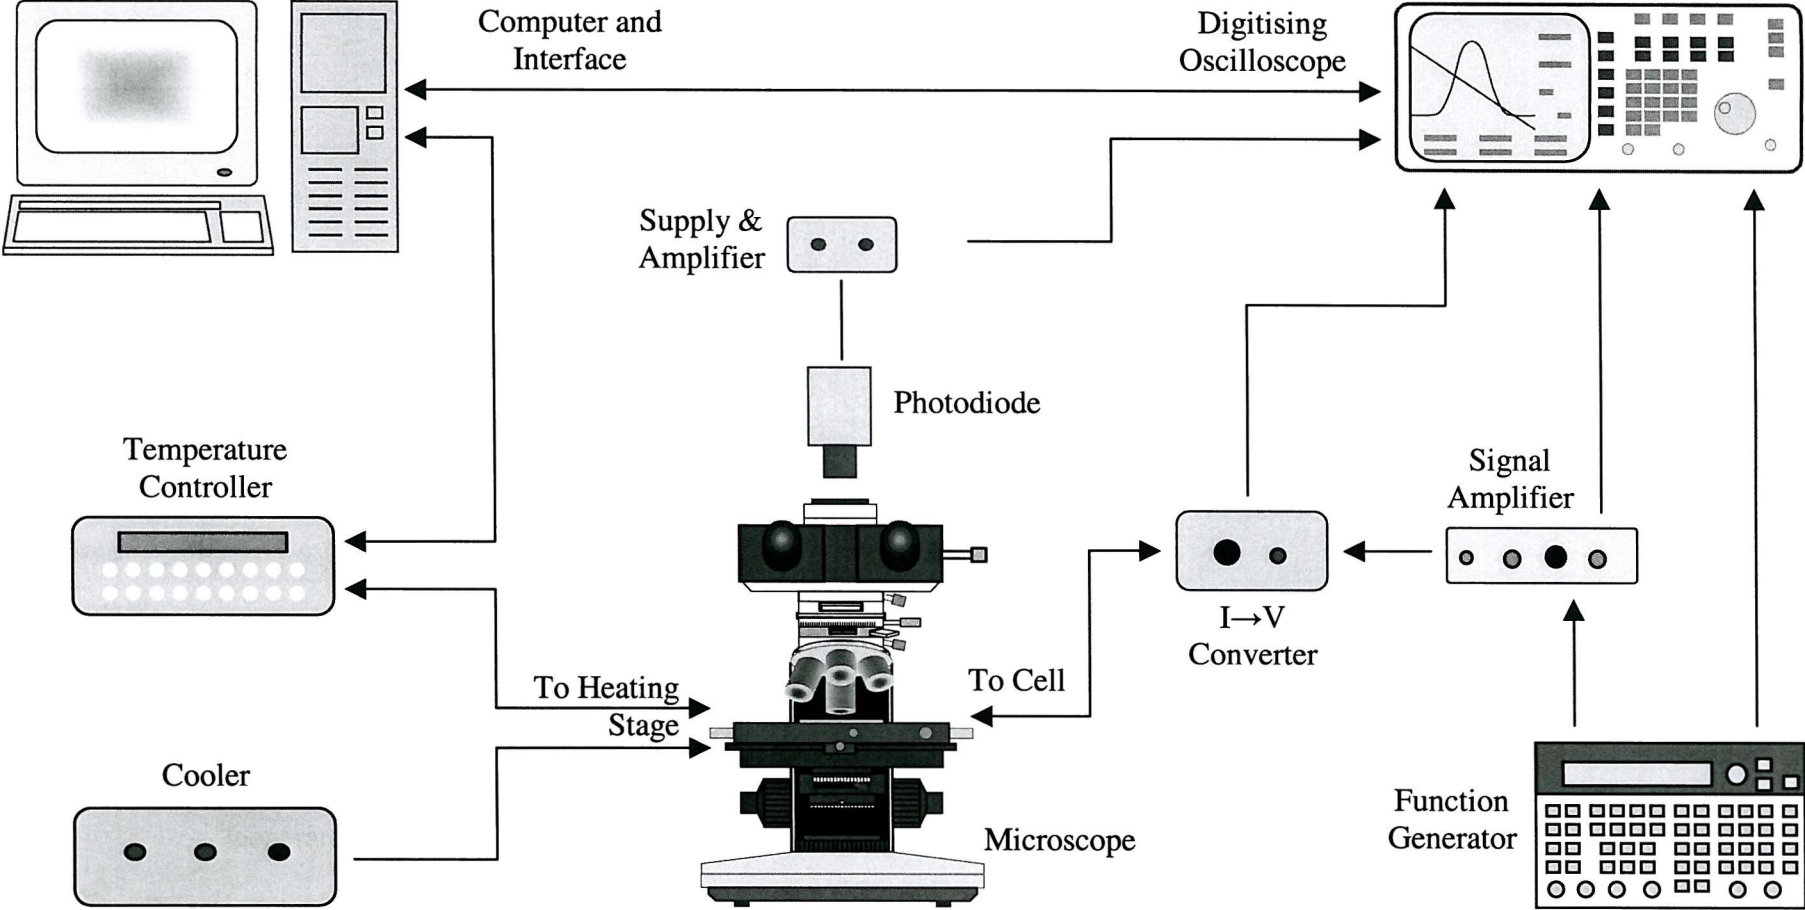 Computer and
Interface
Digitising
Oscilloscope
Supply &
Amplifier
Photodiode
Temperature
Controller
Signal
Amplifier
I→V
Converter
To Heating
Stage
To Cell
Cooler
Microscope
Function
Generator